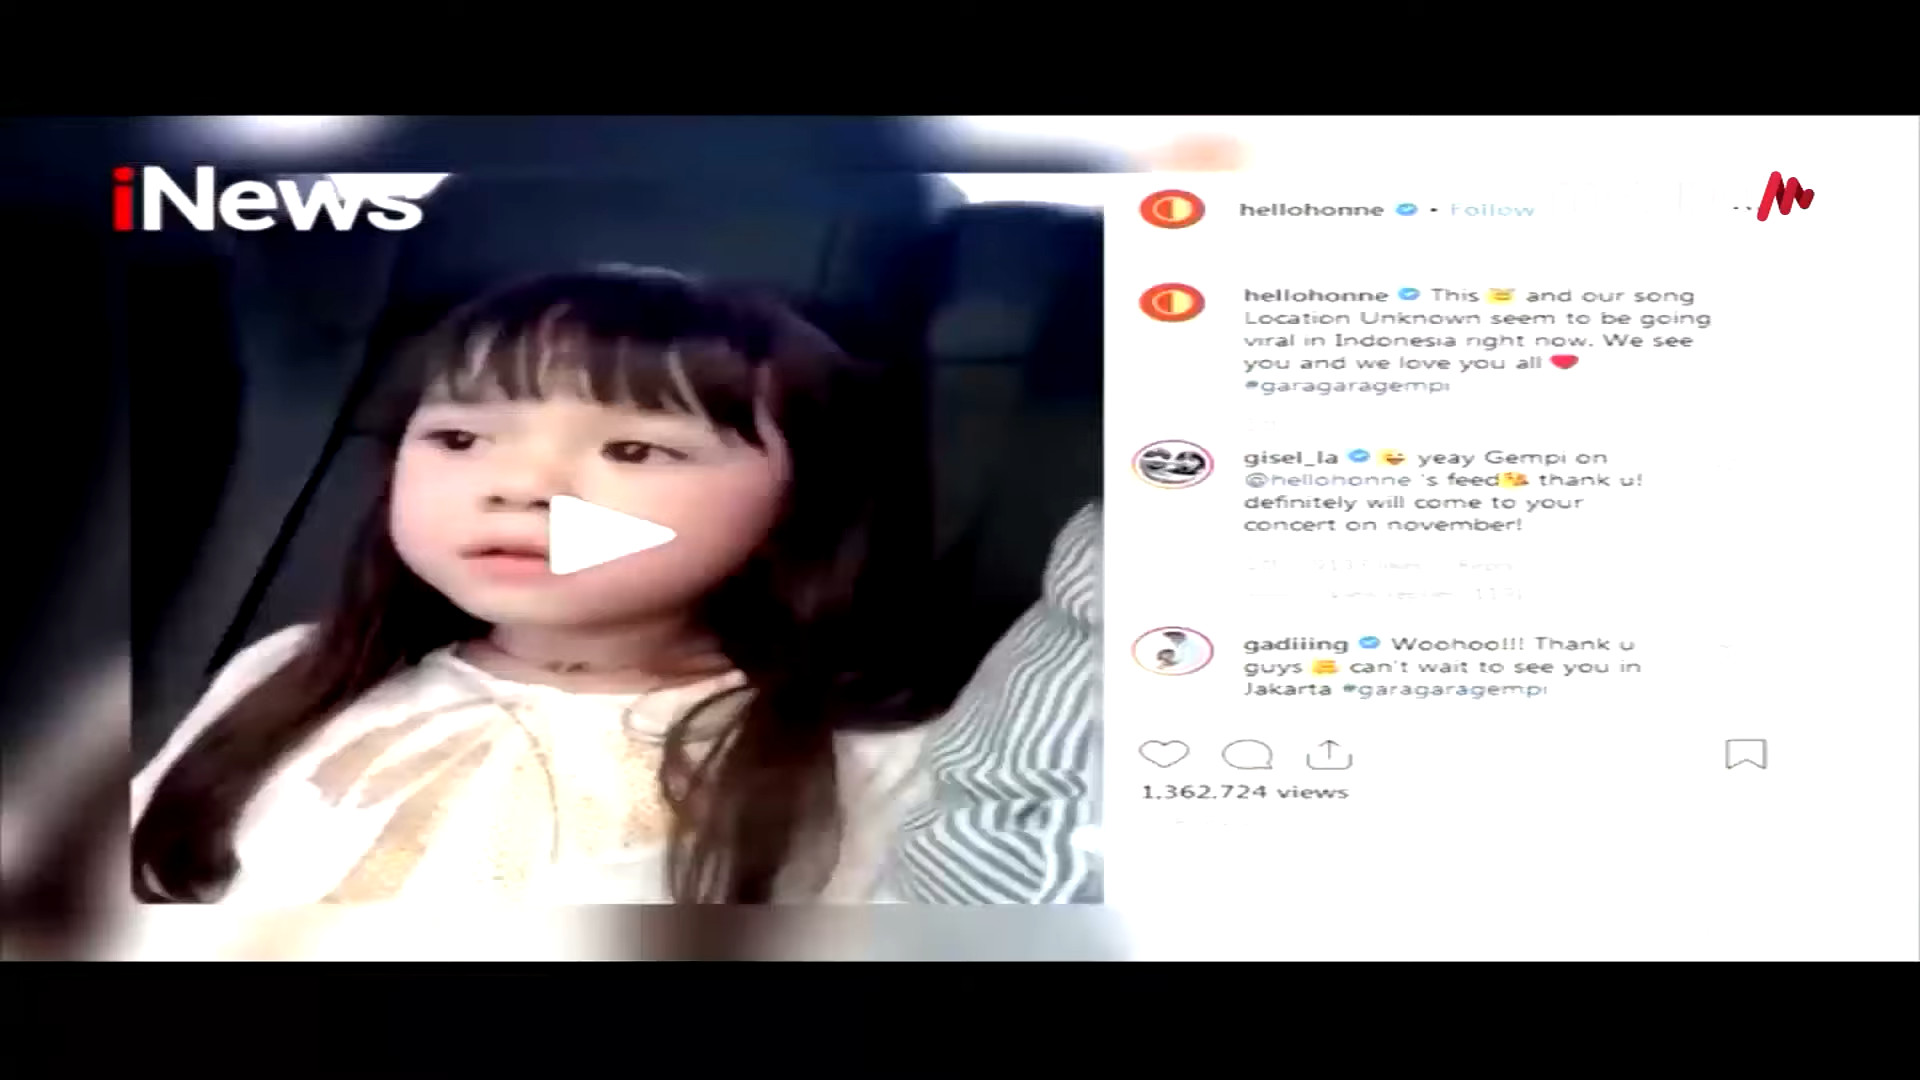 iNews
hellohonne • Follow
hellohonne This and our song
Location Unknown seem to be going
viral in Indonesia right now. We see
you and we love you all
#garagaragempi
gisel_la yeay Gempi on
@hellohonne 's feed thank u!
definitely will come to your
concert on november!
gadiiing Woohoo!!! Thank u
guys can't wait to see you in
Jakarta #garagaragempi
1,362,724 views